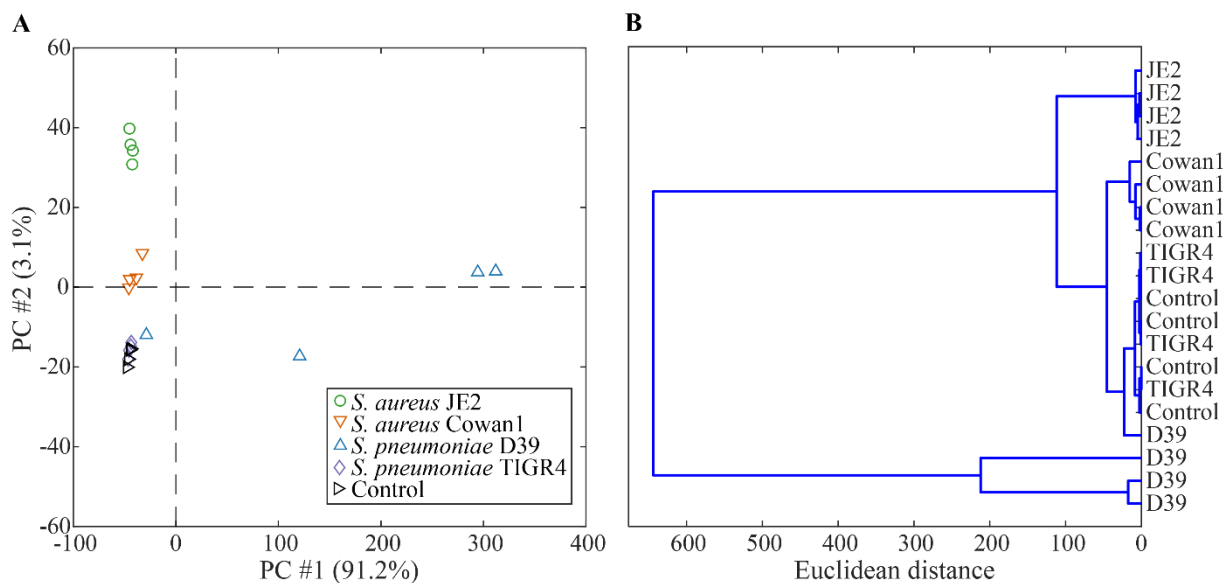 A
60
40
20
0
-20
-40
-60
PC #2 (3.1%)
-100 0 100 200 300 400
PC #1 (91.2%)
S. aureus JE2
S. aureus Cowan1
S. pneumoniae D39
S. pneumoniae TIGR4
Control
B
JE2
JE2
JE2
JE2
Cowan1
Cowan1
Cowan1
Cowan1
TIGR4
TIGR4
Control
Control
TIGR4
Control
TIGR4
Control
D39
D39
D39
D39
600 500 400 300 200 100 0
Euclidean distance